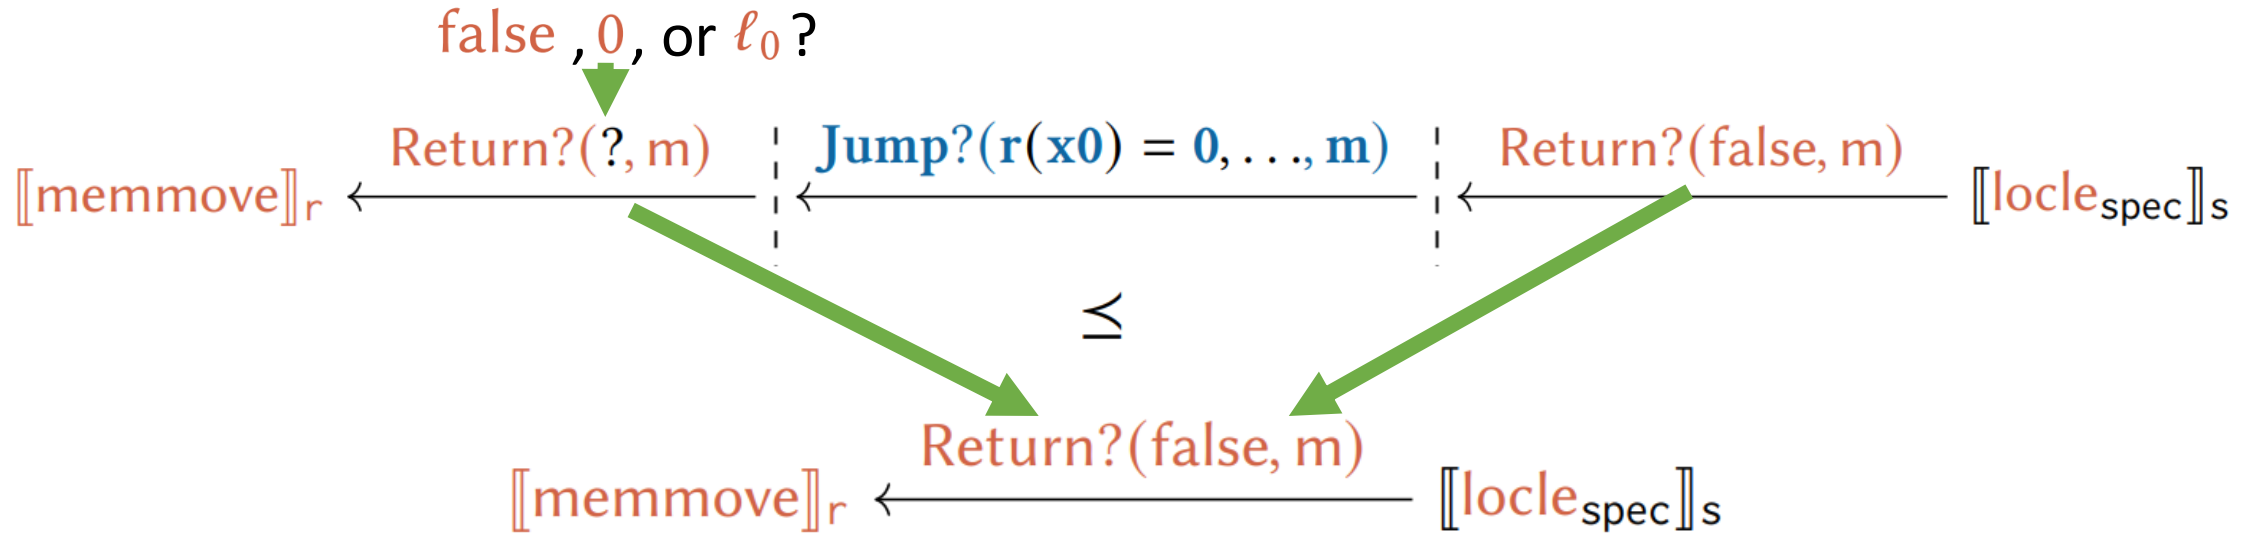 false , 0, or ℓ₀ ?
Return?(?, m) Jump?(r(x0) = 0, . . ., m) Return?(false, m)
⟦memmove⟧r ⟦locle_spec⟧s
⪯
Return?(false, m)
⟦memmove⟧r ⟦locle_spec⟧s